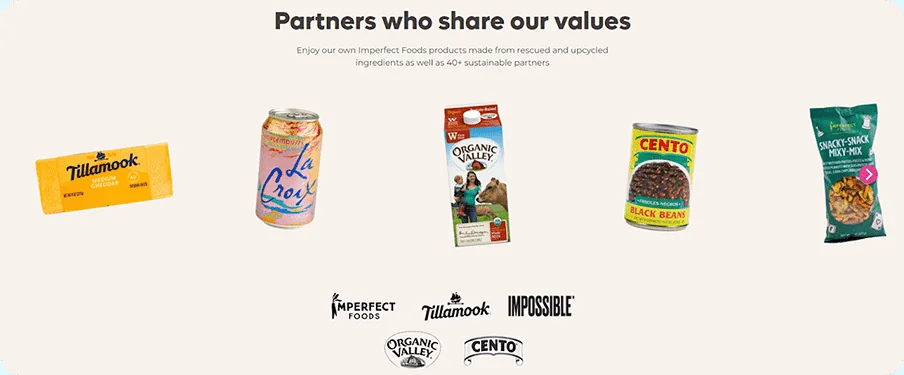 Partners who share our values
Enjoy our own Imperfect Foods products made from rescued and upcycled
ingredients as well as 40+ sustainable partners
Tillamook
MEDIUM
CHEDDAR
La
Croix
Organic
ORGANIC
VALLEY
CENTO
FRIJOLES NEGROS
BLACK BEANS
IMPERFECT
SNACKY-SNACK
MIXY-MIX
IMPERFECT
FOODS
Tillamook
IMPOSSIBLE
ORGANIC
VALLEY
CENTO